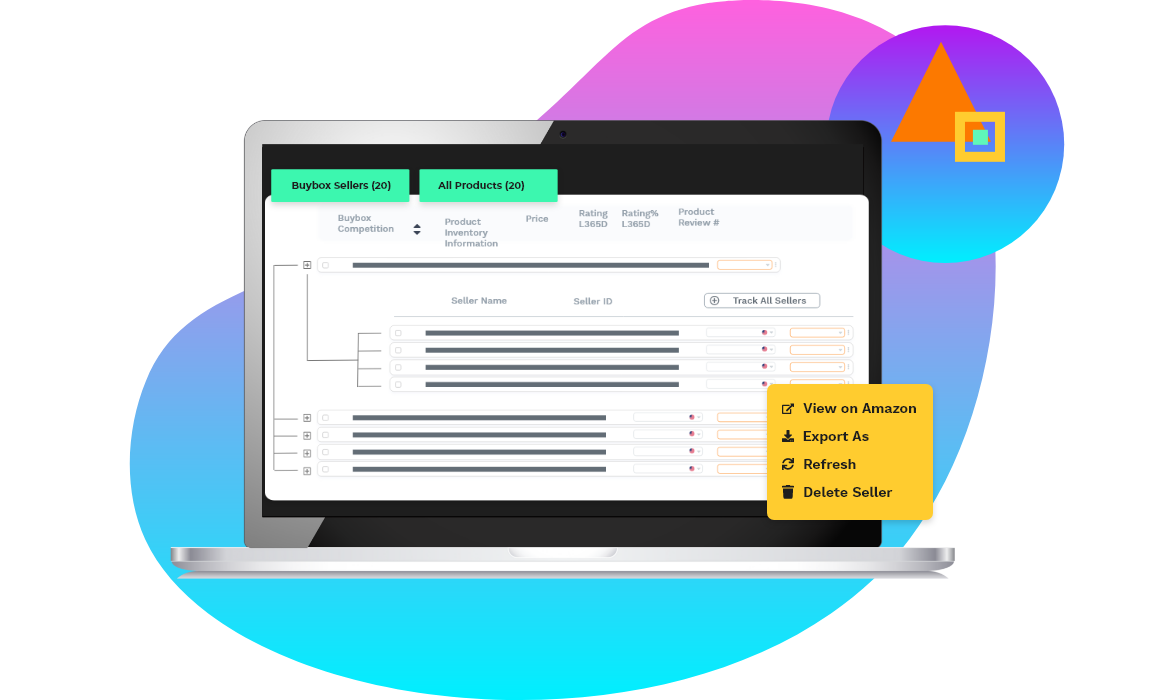 Buybox Sellers (20)
All Products (20)
Buybox
Competition
Product
Inventory
Information
Price
Rating
L365D
Rating%
L365D
Product
Review #
Seller Name
Seller ID
Track All Sellers
View on Amazon
Export As
Refresh
Delete Seller